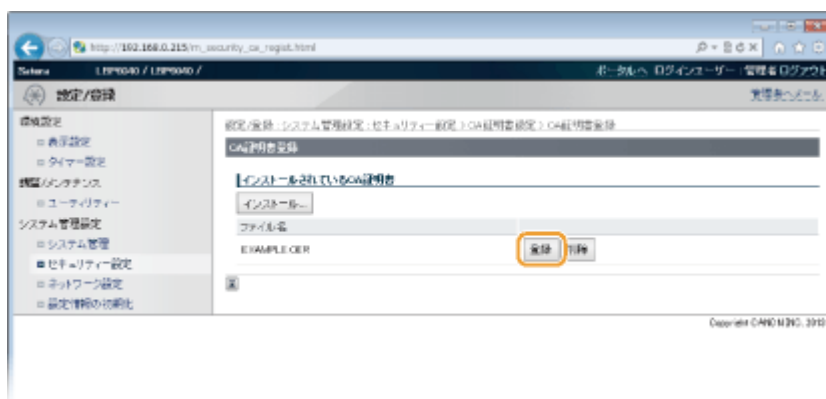 http://192.168.0.215/m_security_ca_regist.html
Satera LBP9040 / LBP9040 /
ポータルへ ログインユーザー: 管理者 ログアウト
設定/登録
管理者へメール
環境設定
表示設定
タイマー設定
調整/メンテナンス
ユーティリティー
システム管理設定
システム管理
セキュリティー設定
ネットワーク設定
設定情報の初期化
設定/登録 : システム管理設定 : セキュリティー設定 > CA証明書設定 > CA証明書登録
CA証明書登録
インストールされているCA証明書
インストール...
ファイル名
EXAMPLE.CER
登録 削除
Copyright CANON INC. 2013